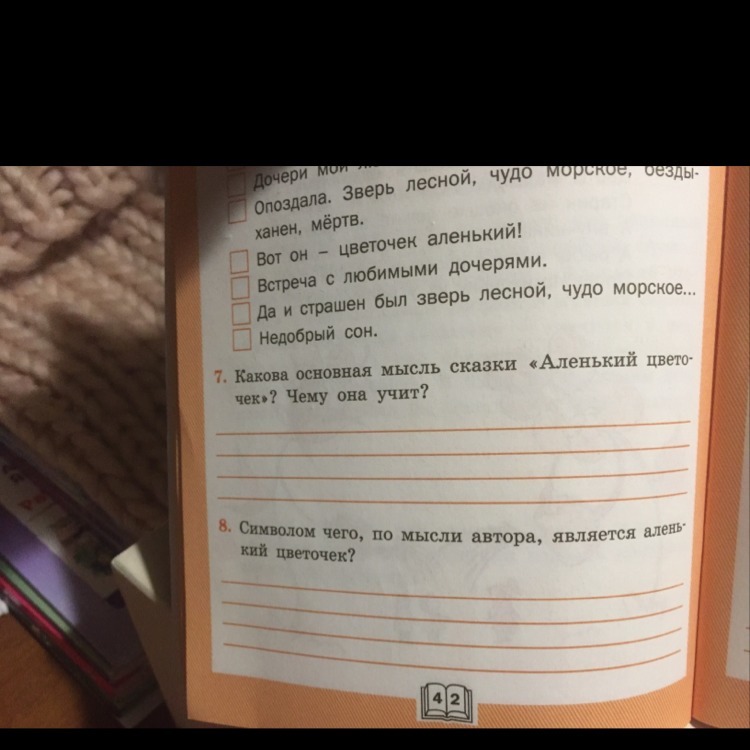 Дочери мои
Опоздала. Зверь лесной, чудо морское, безды-
ханен, мёртв.
Вот он – цветочек аленький!
Встреча с любимыми дочерями.
Да и страшен был зверь лесной, чудо морское...
Недобрый сон.
7. Какова основная мысль сказки «Аленький цвето-
чек»? Чему она учит?
8. Символом чего, по мысли автора, является алень-
кий цветочек?
42